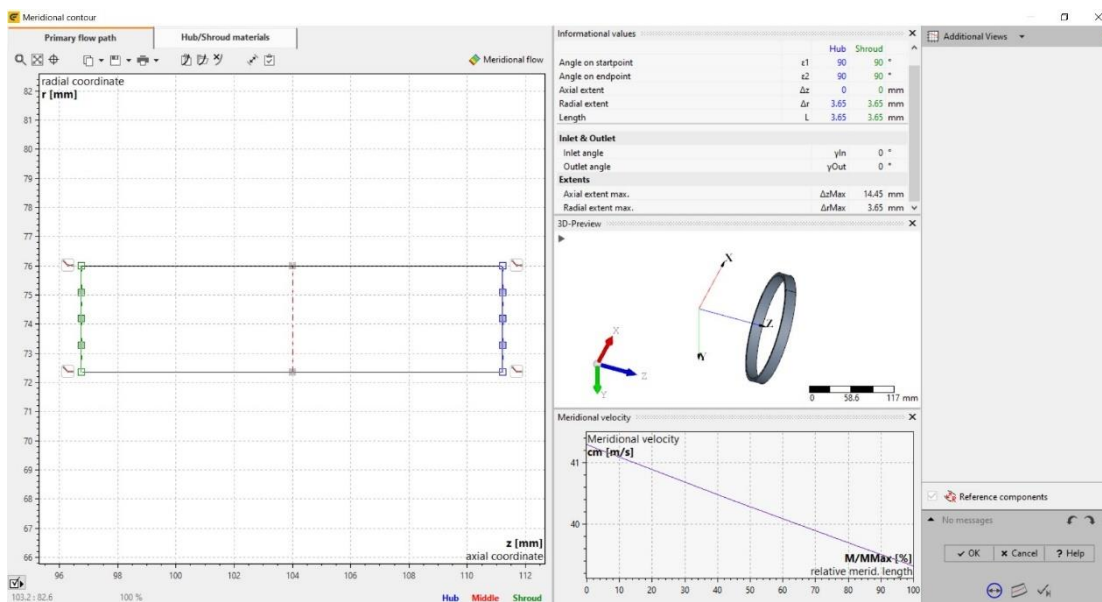 Meridional contour
Primary flow path
Hub/Shroud materials
Meridional flow
radial coordinate
r [mm]
82
81
80
79
78
77
76
75
74
73
72
71
70
69
68
67
66
z [mm]
axial coordinate
96 98 100 102 104 106 108 110 112
103.2 : 82.6 100 % Hub Middle Shroud
Informational values
Hub Shroud
Angle on startpoint ε1 90 90 °
Angle on endpoint ε2 90 90 °
Axial extent Δz 0 0 mm
Radial extent Δr 3.65 3.65 mm
Length L 3.65 3.65 mm
Inlet & Outlet
Inlet angle γIn 0 °
Outlet angle γOut 0 °
Extents
Axial extent max. ΔzMax 14.45 mm
Radial extent max. ΔrMax 3.65 mm
3D-Preview
X
Z
Y
X
Z
Y
0 58.6 117 mm
Meridional velocity
Meridional velocity
cm [m/s]
41
40
M/MMax [%]
relative merid. length
0 10 20 30 40 50 60 70 80 90 100
Additional Views
Reference components
No messages
OK Cancel ? Help